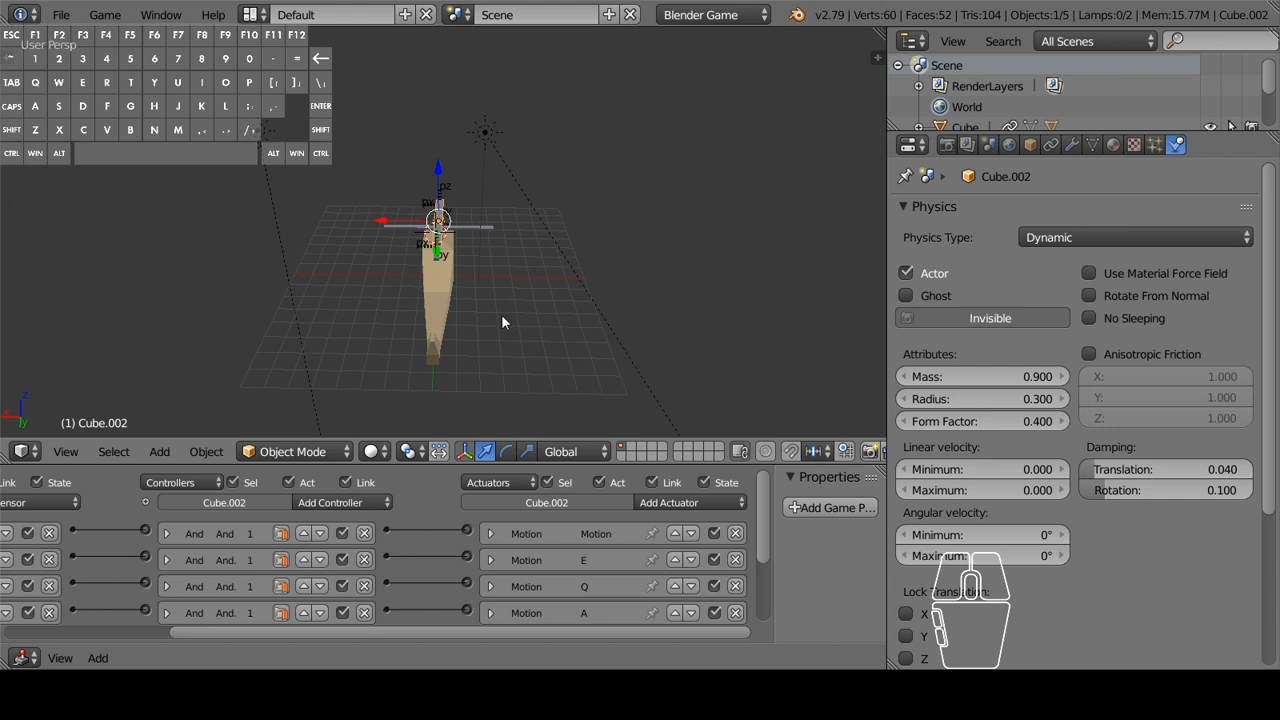 File Game Window Help Default Scene Blender Game v2.79 | Verts:60 | Faces:52 | Tris:104 | Objects:1/5 | Lamps:0/2 | Mem:15.77M | Cube.002
ESC F1 F2 F3 F4 F5 F6 F7 F8 F9 F10 F11 F12
User Persp
1 2 3 4 5 6 7 8 9 0 - =
TAB Q W E R T Y U I O P [ ] \
CAPS A S D F G H J K L ; ENTER
SHIFT Z X C V B N M , . / SHIFT
CTRL WIN ALT ALT WIN CTRL
View Search All Scenes
Scene
RenderLayers
World
Cube
Cube.002
Physics
Physics Type: Dynamic
Actor Use Material Force Field
Ghost Rotate From Normal
Invisible No Sleeping
Attributes: Anisotropic Friction
Mass: 0.900 X: 1.000
Radius: 0.300 Y: 1.000
Form Factor: 0.400 Z: 1.000
Linear velocity: Damping:
Minimum: 0.000 Translation: 0.040
Maximum: 0.000 Rotation: 0.100
Angular velocity:
Minimum: 0°
Maximum: 0°
Lock Translation:
X
Y
Z
pz
py
z
x y
(1) Cube.002
View Select Add Object Object Mode Global
Link State Controllers Sel Act Link Actuators Sel Act Link State
ensor Cube.002 Add Controller Cube.002 Add Actuator
And And 1 Motion Motion
And And. 1 Motion E
And And. 1 Motion Q
And And. 1 Motion A
Properties
Add Game P...
View Add